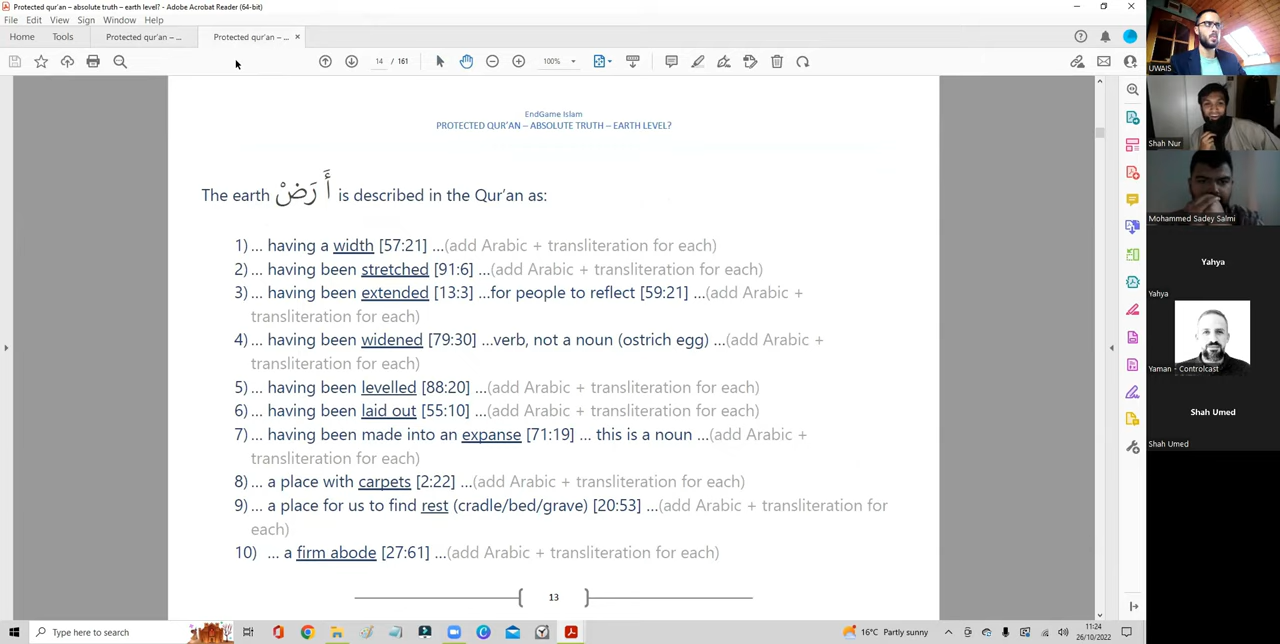 Protected qur'an – absolute truth – earth level? - Adobe Acrobat Reader (64-bit)
File Edit View Sign Window Help
Home Tools Protected qur'an – ... Protected qur'an – ... ×
14 / 161 100%
EndGame Islam
PROTECTED QUR'AN – ABSOLUTE TRUTH – EARTH LEVEL?
The earth أَرَضْ is described in the Qur'an as:
1) ... having a width [57:21] ...(add Arabic + transliteration for each)
2) ... having been stretched [91:6] ...(add Arabic + transliteration for each)
3) ... having been extended [13:3] ...for people to reflect [59:21] ...(add Arabic +
transliteration for each)
4) ... having been widened [79:30] ...verb, not a noun (ostrich egg) ...(add Arabic +
transliteration for each)
5) ... having been levelled [88:20] ...(add Arabic + transliteration for each)
6) ... having been laid out [55:10] ...(add Arabic + transliteration for each)
7) ... having been made into an expanse [71:19] ... this is a noun ...(add Arabic +
transliteration for each)
8) ... a place with carpets [2:22] ...(add Arabic + transliteration for each)
9) ... a place for us to find rest (cradle/bed/grave) [20:53] ...(add Arabic + transliteration for
each)
10) ... a firm abode [27:61] ...(add Arabic + transliteration for each)
13
UWAIS
Shah Nur
Mohammed Sadey Salmi
Yahya
Yahya
Yaman - Controlcast
Shah Umed
Shah Umed
Type here to search
16°C Partly sunny
11:24
26/10/2022